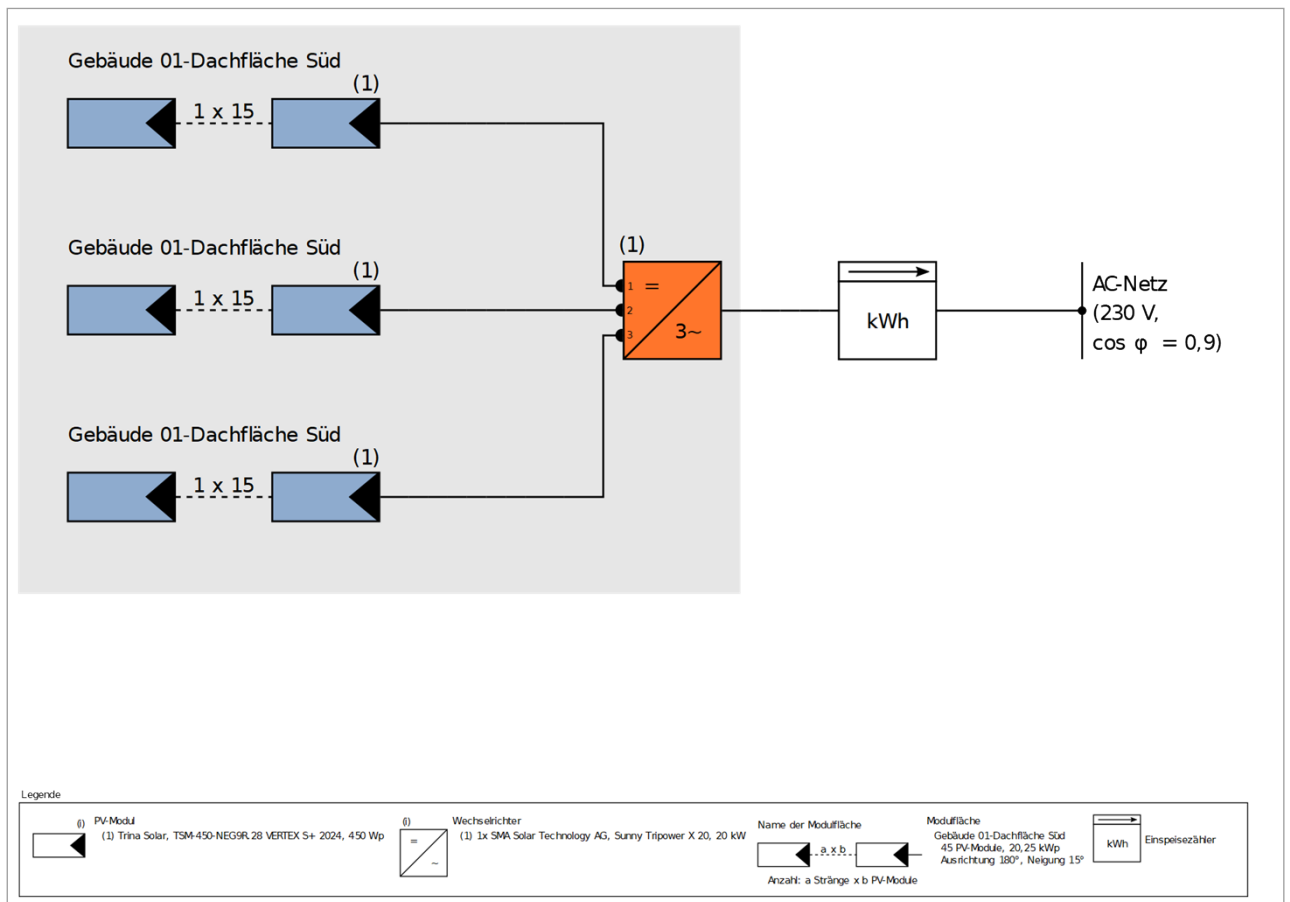 Gebäude 01-Dachfläche Süd
(1)
1 x 15
Gebäude 01-Dachfläche Süd
(1)
1 x 15
Gebäude 01-Dachfläche Süd
(1)
1 x 15
(1)
1 =
2
3
3~
kWh
AC-Netz
(230 V,
cos φ = 0,9)
Legende
(i) PV-Modul
(1) Trina Solar, TSM-450-NEG9R.28 VERTEX S+ 2024, 450 Wp
(i) Wechselrichter
=
~
(1) 1x SMA Solar Technology AG, Sunny Tripower X 20, 20 kW
Name der Modulfläche
a x b
Anzahl: a Stränge x b PV-Module
Modulfläche
Gebäude 01-Dachfläche Süd
45 PV-Module, 20,25 kWp
Ausrichtung 180°, Neigung 15°
kWh
Einspeisezähler